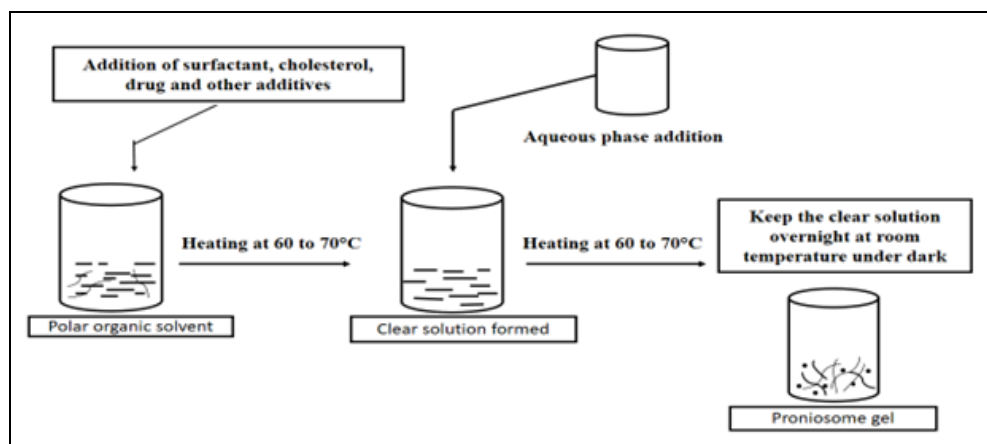 Addition of surfactant, cholesterol,
drug and other additives
Aqueous phase addition
Heating at 60 to 70°C
Heating at 60 to 70°C
Keep the clear solution
overnight at room
temperature under dark
Polar organic solvent
Clear solution formed
Proniosome gel